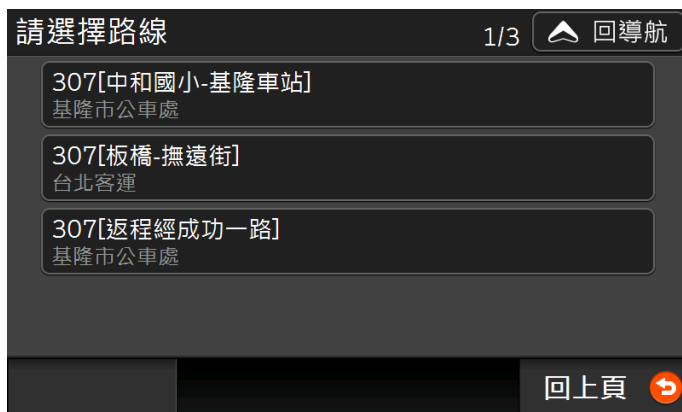 請選擇路線
1/3
回導航
307[中和國小-基隆車站]
基隆市公車處
307[板橋-撫遠街]
台北客運
307[返程經成功一路]
基隆市公車處
回上頁